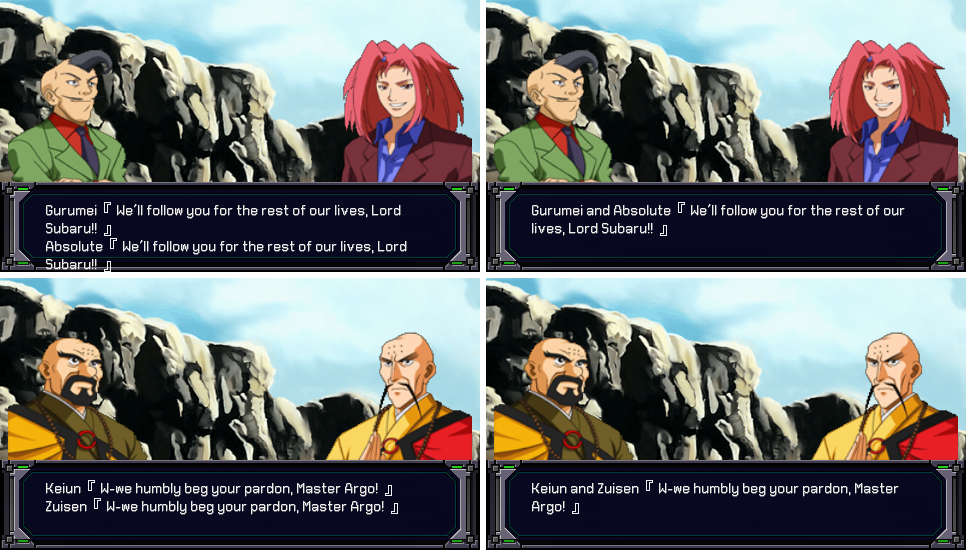 Gurumei『 We'll follow you for the rest of our lives, Lord
Subaru!! 』
Absolute『 We'll follow you for the rest of our lives, Lord
Subaru!! 』
Gurumei and Absolute『 We'll follow you for the rest of our
lives, Lord Subaru!! 』
Keiun『 W-we humbly beg your pardon, Master Argo! 』
Zuisen『 W-we humbly beg your pardon, Master Argo! 』
Keiun and Zuisen『 W-we humbly beg your pardon, Master
Argo! 』